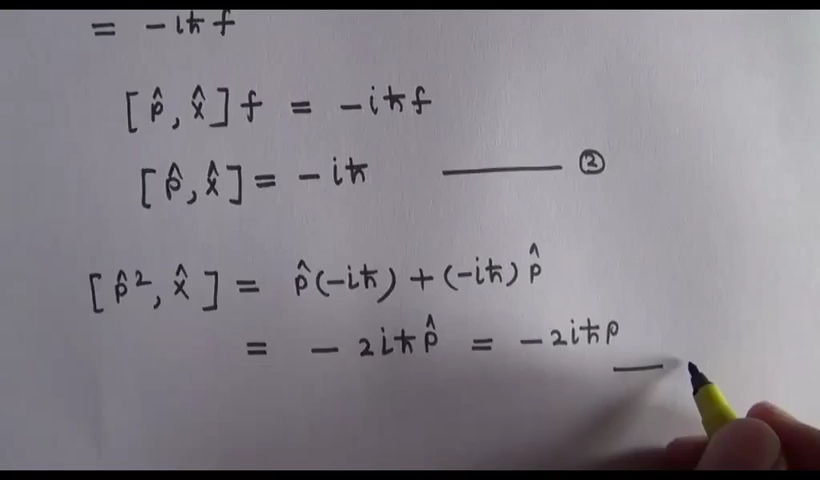 = -iħf
[p̂, x̂]f = -iħf
[p̂, x̂] = -iħ ——— ②
[p̂², x̂] = p̂(-iħ) + (-iħ)p̂
= - 2iħp̂ = -2iħp —